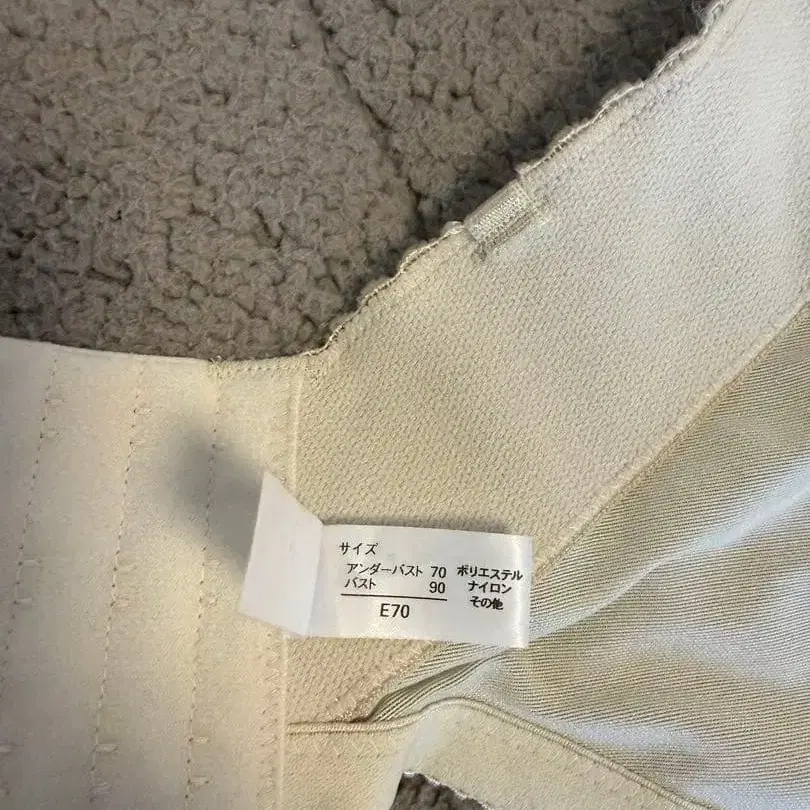 サイズ
アンダーバスト 70
バスト 90
E70
ポリエステル
ナイロン
その他